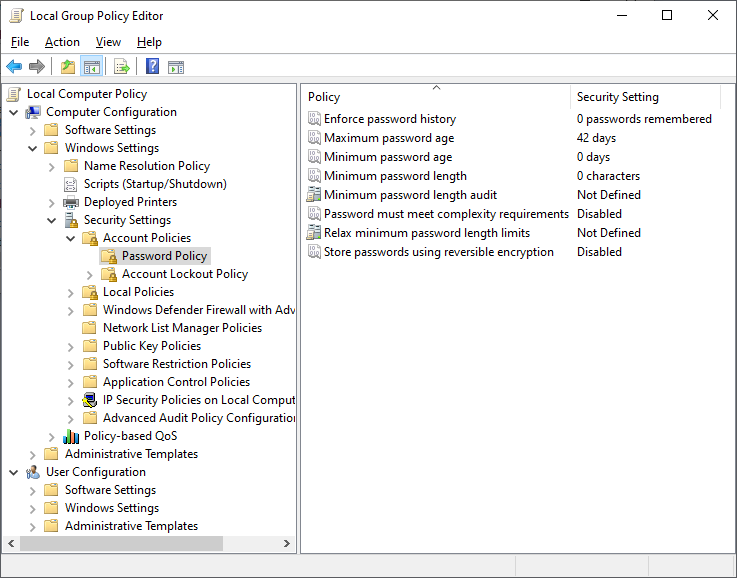 Local Group Policy Editor
File Action View Help
Local Computer Policy
Computer Configuration
Software Settings
Windows Settings
Name Resolution Policy
Scripts (Startup/Shutdown)
Deployed Printers
Security Settings
Account Policies
Password Policy
Account Lockout Policy
Local Policies
Windows Defender Firewall with Adv
Network List Manager Policies
Public Key Policies
Software Restriction Policies
Application Control Policies
IP Security Policies on Local Comput
Advanced Audit Policy Configuration
Policy-based QoS
Administrative Templates
User Configuration
Software Settings
Windows Settings
Administrative Templates
Policy Security Setting
Enforce password history 0 passwords remembered
Maximum password age 42 days
Minimum password age 0 days
Minimum password length 0 characters
Minimum password length audit Not Defined
Password must meet complexity requirements Disabled
Relax minimum password length limits Not Defined
Store passwords using reversible encryption Disabled